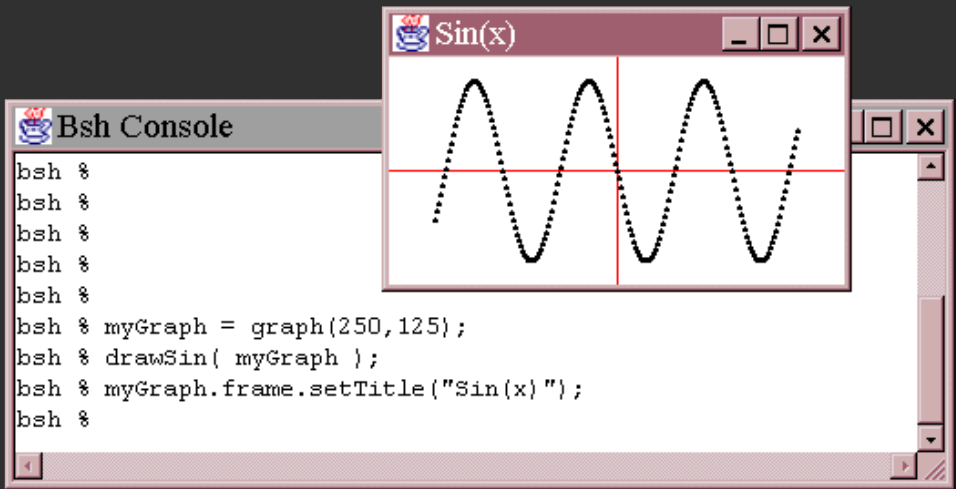 Sin(x)
Bsh Console
bsh %
bsh %
bsh %
bsh %
bsh %
bsh % myGraph = graph(250,125);
bsh % drawSin( myGraph );
bsh % myGraph.frame.setTitle("Sin(x)");
bsh %